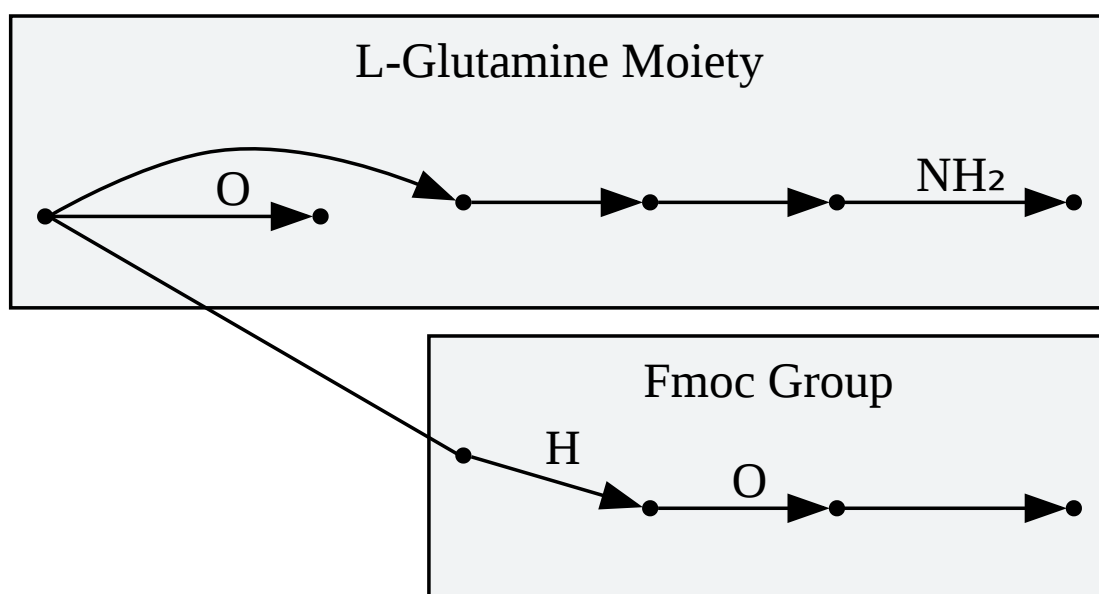 L-Glutamine Moiety
O
NH₂
Fmoc Group
H
O